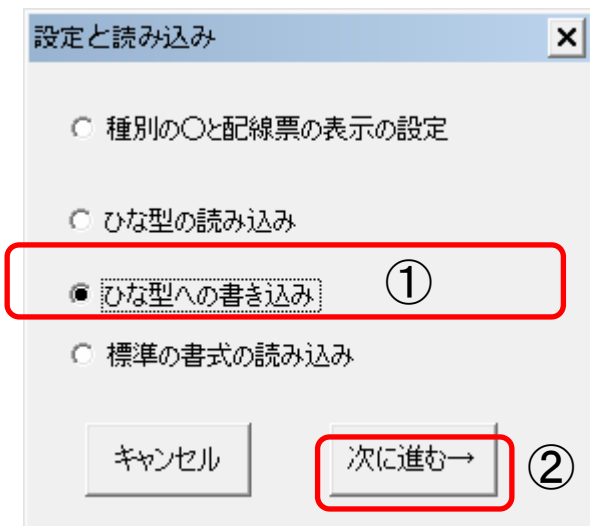 設定と読み込み
種別の〇と配線票の表示の設定
ひな型の読み込み
ひな型への書き込み ①
標準の書式の読み込み
キャンセル 次に進む→ ②